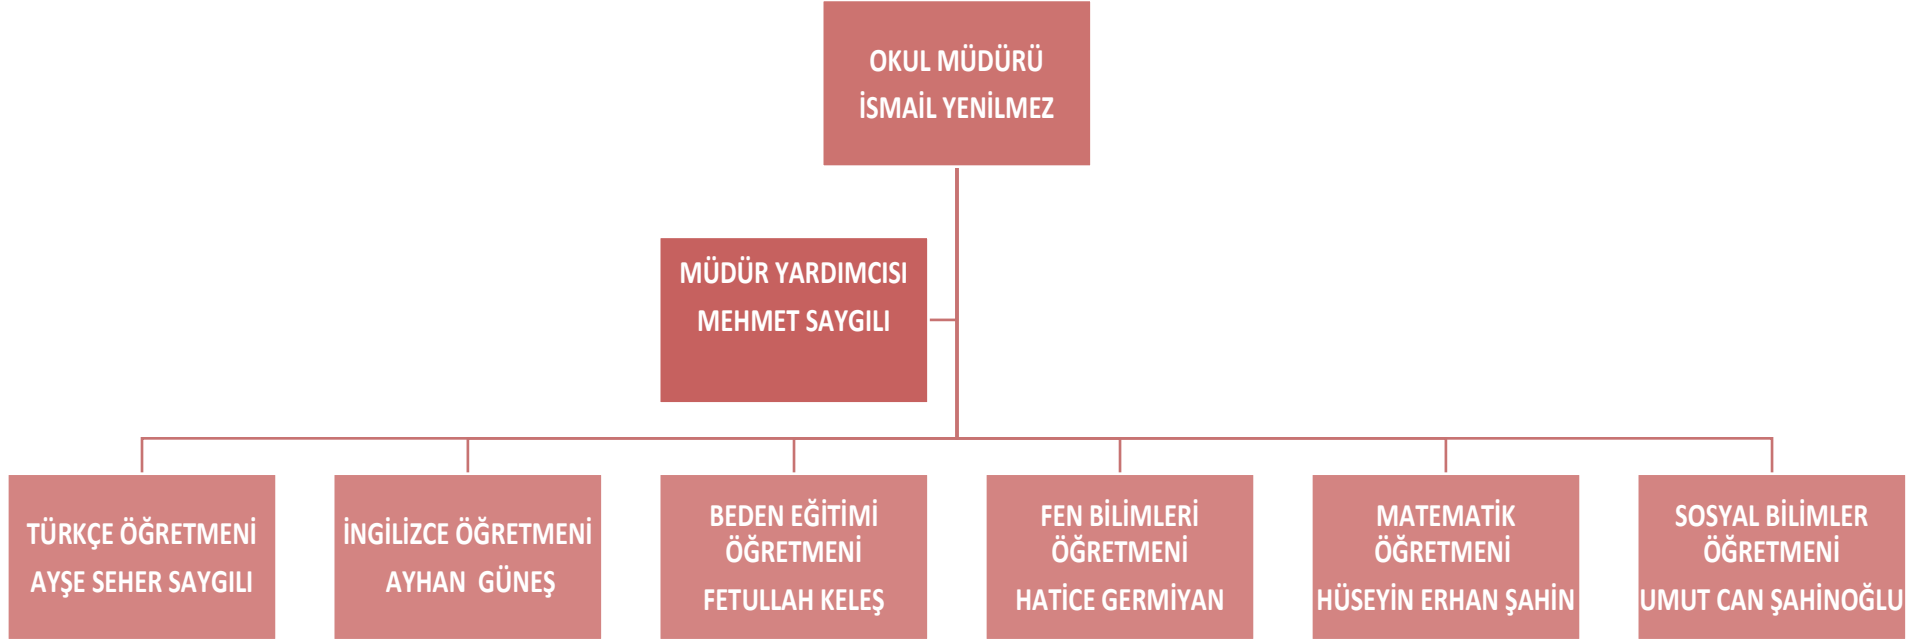 OKUL MÜDÜRÜ
İSMAİL YENİLMEZ
MÜDÜR YARDIMCISI
MEHMET SAYGILI
TÜRKÇE ÖĞRETMENİ
AYŞE SEHER SAYGILI
İNGİLİZCE ÖĞRETMENİ
AYHAN  GÜNEŞ
BEDEN EĞİTİMİ
ÖĞRETMENİ
FETULLAH KELEŞ
FEN BİLİMLERİ
ÖĞRETMENİ
HATİCE GERMİYAN
MATEMATİK
ÖĞRETMENİ
HÜSEYİN ERHAN ŞAHİN
SOSYAL BİLİMLER
ÖĞRETMENİ
UMUT CAN ŞAHİNOĞLU